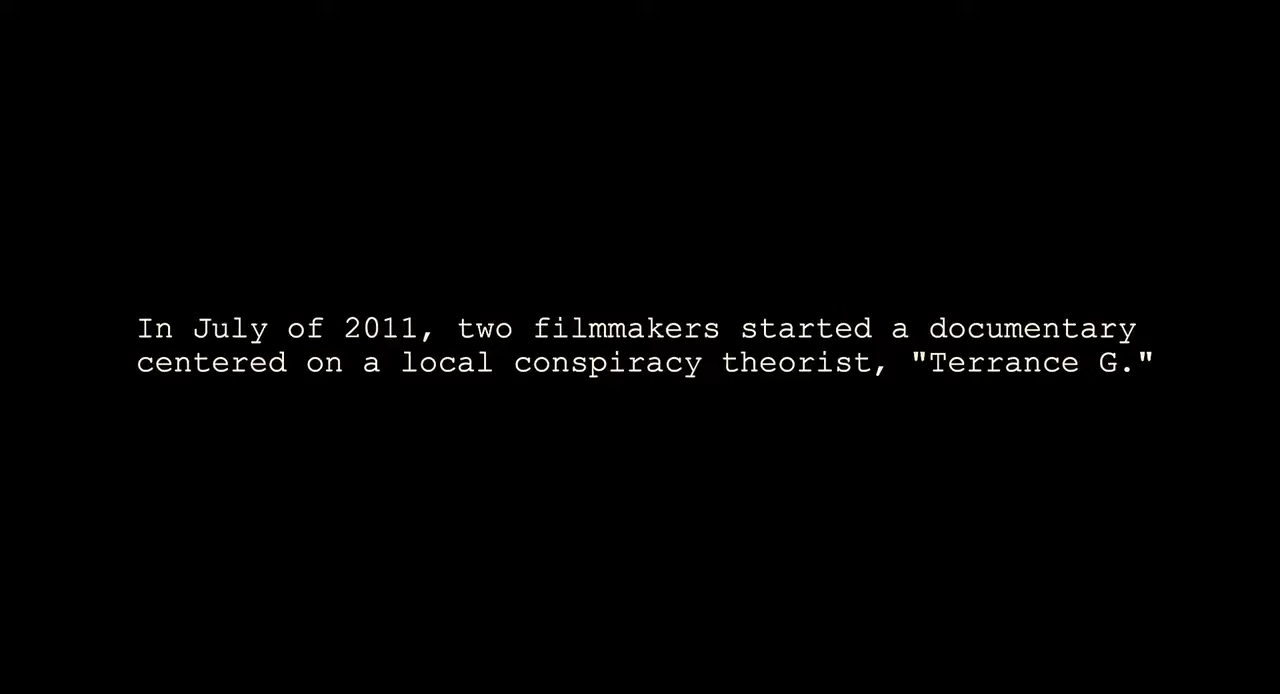 In July of 2011, two filmmakers started a documentary
centered on a local conspiracy theorist, "Terrance G."